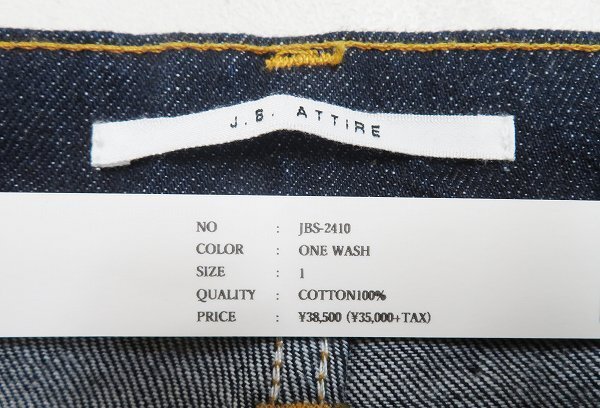 J.S. ATTIRE
NO : JBS-2410
COLOR : ONE WASH
SIZE : 1
QUALITY : COTTON100%
PRICE : ¥38,500 (¥35,000+TAX)